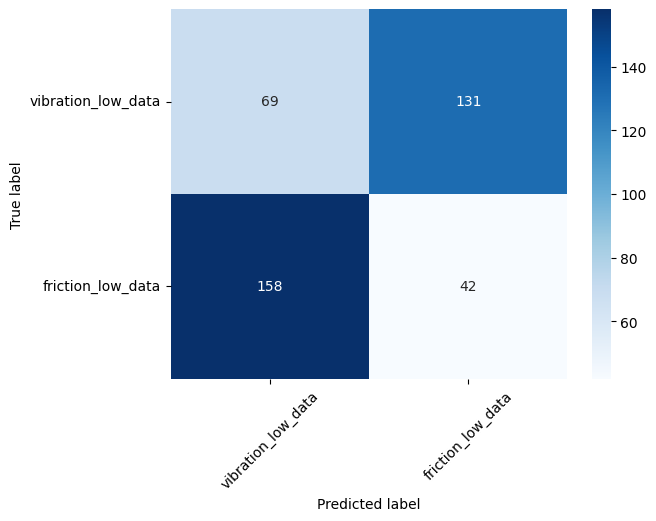 vibration_low_data
69
131
friction_low_data
158
42
True label
vibration_low_data
friction_low_data
Predicted label
140
120
100
80
60